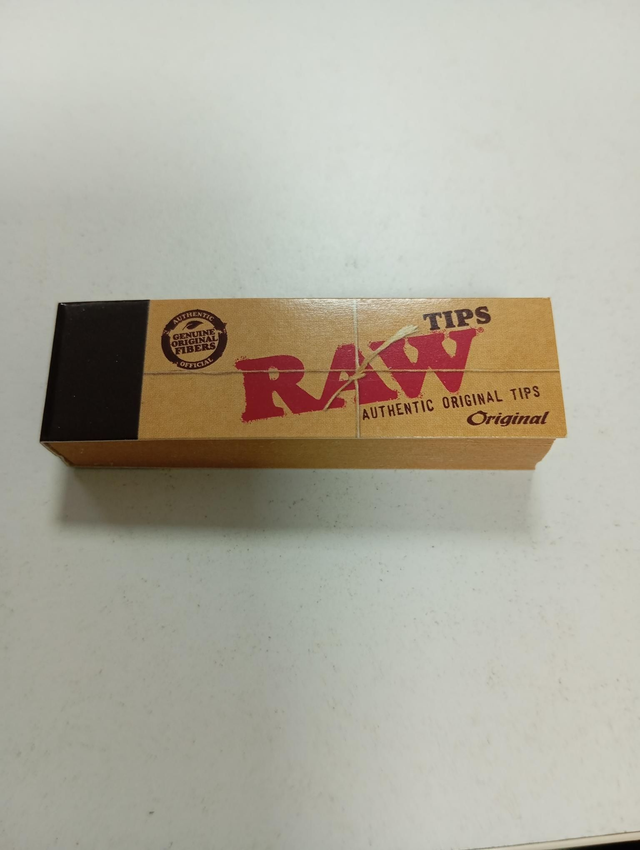 AUTHENTIC
GENUINE
ORIGINAL
FIBERS
OFFICIAL
TIPS
RAW
AUTHENTIC ORIGINAL TIPS
Original